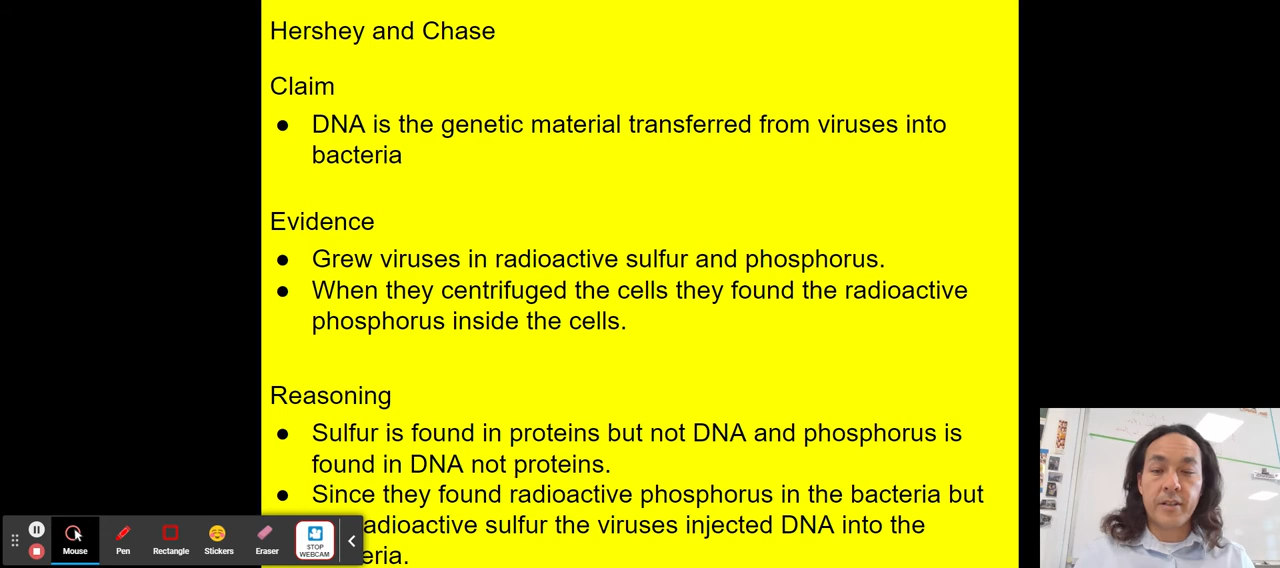 Hershey and Chase
Claim
● DNA is the genetic material transferred from viruses into
bacteria
Evidence
● Grew viruses in radioactive sulfur and phosphorus.
● When they centrifuged the cells they found the radioactive
phosphorus inside the cells.
Reasoning
● Sulfur is found in proteins but not DNA and phosphorus is
found in DNA not proteins.
● Since they found radioactive phosphorus in the bacteria but
adioactive sulfur the viruses injected DNA into the
eria.
Mouse Pen Rectangle Stickers Eraser STOP
WEBCAM